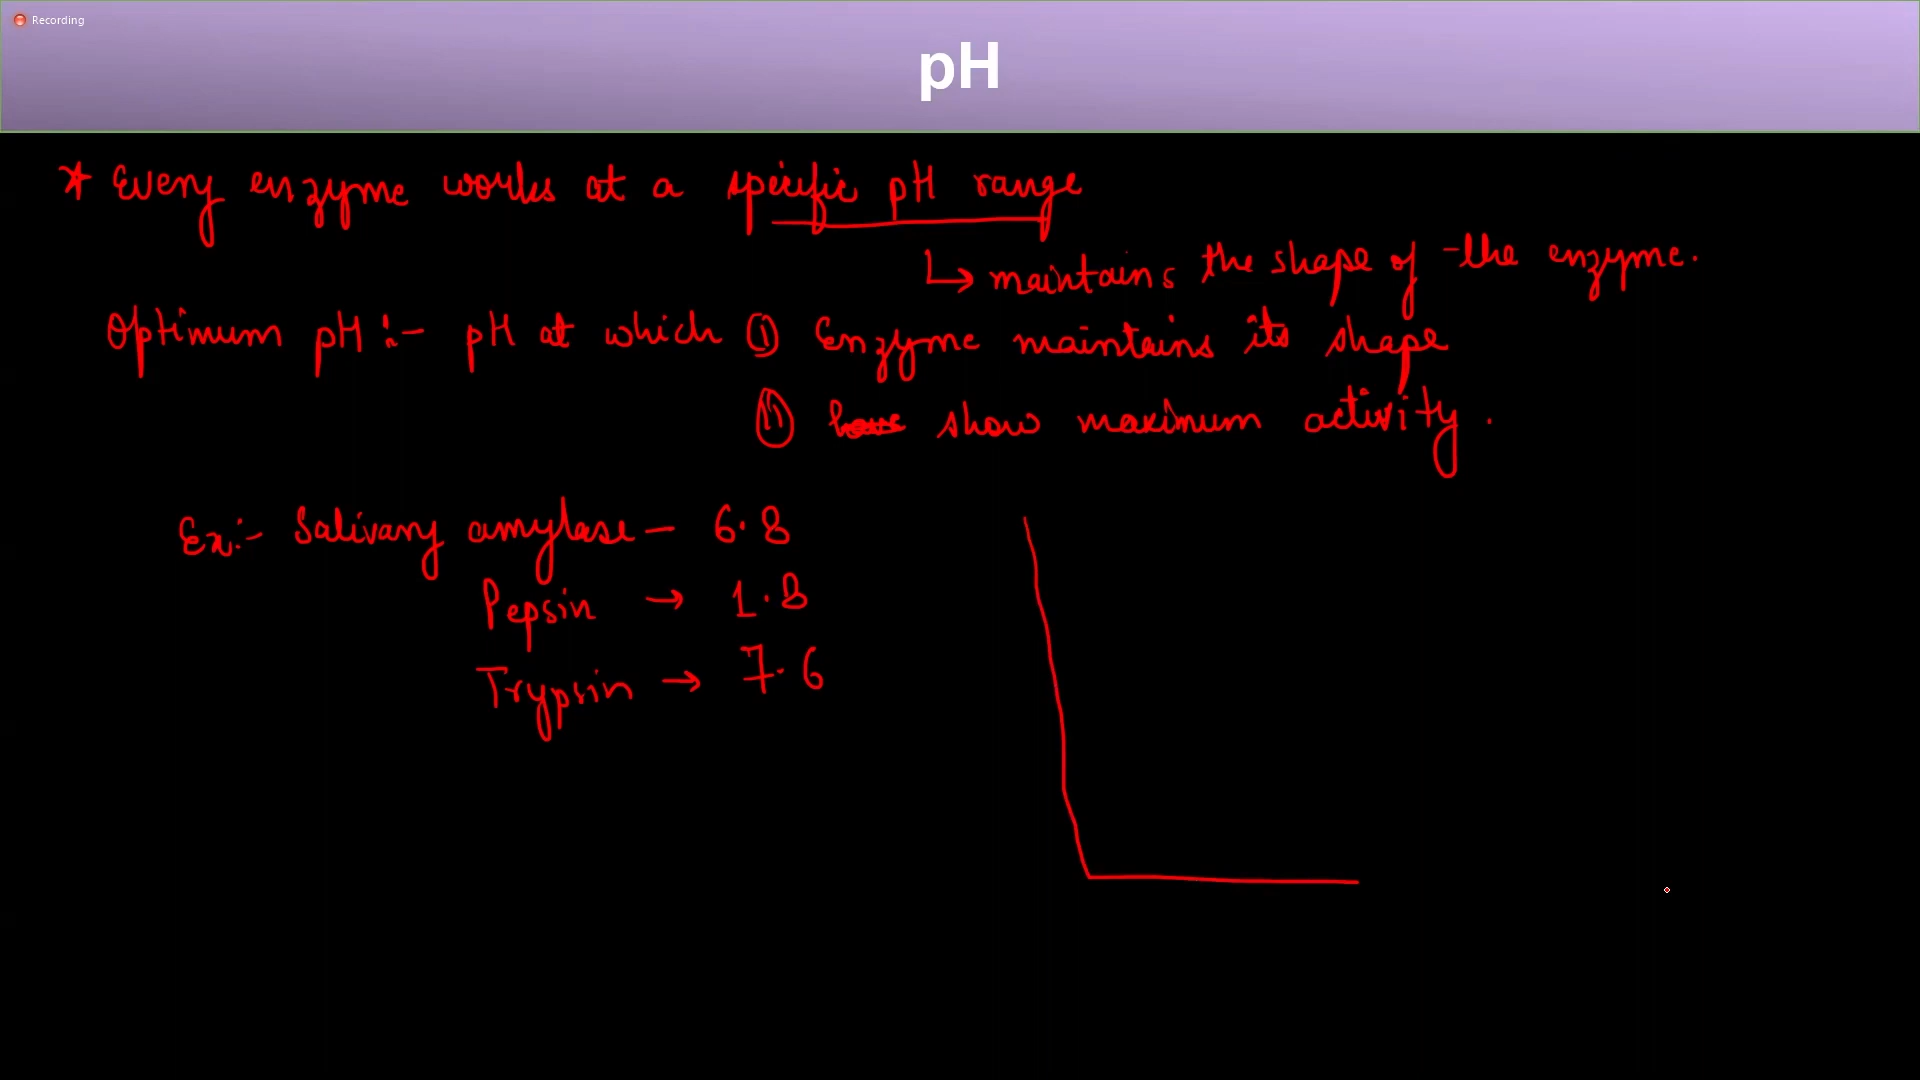 Recording
pH
* Every enzyme works at a specific pH range
↳ maintains the shape of the enzyme.
Optimum pH :- pH at which (i) Enzyme maintains its shape
(ii) show maximum activity.
Ex:- Salivary amylase - 6.8
Pepsin → 1.8
Trypsin → 7.6